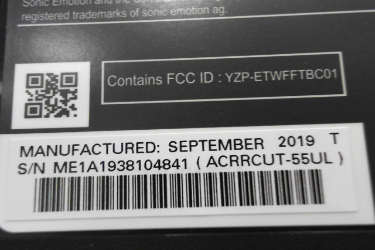 Sonic Emotion and the
registered trademarks of sonic emotion ag.
Contains FCC ID : YZP-ETWFFTBC01
MANUFACTURED: SEPTEMBER 2019 T
S/N ME1A1938104841 ( ACRRCUT-55UL )